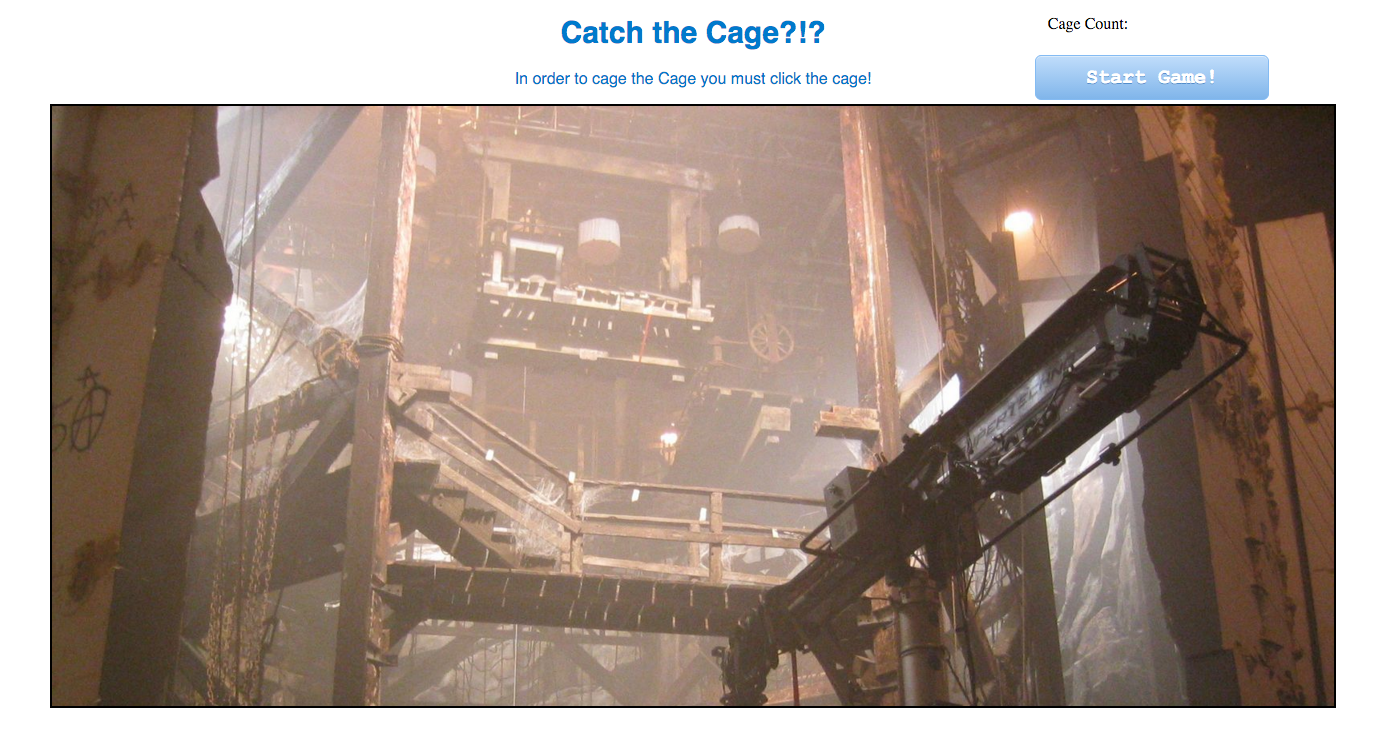 Catch the Cage?!?
Cage Count:
In order to cage the Cage you must click the cage!
Start Game!